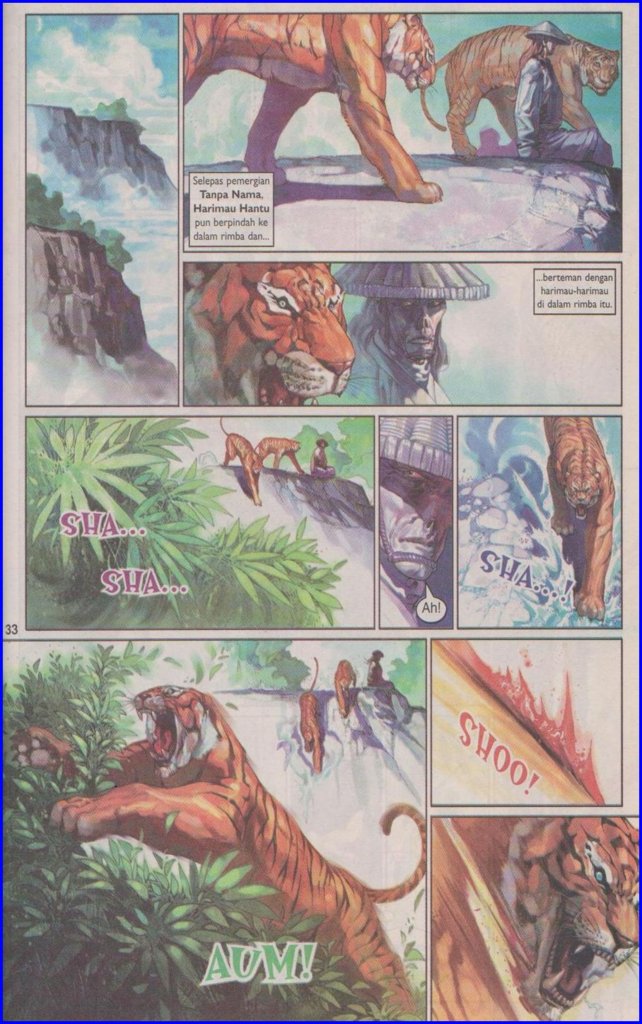 Selepas pemergian
Tanpa Nama,
Harimau Hantu
pun berpindah ke
dalam rimba dan...
...berteman dengan
harimau-harimau
di dalam rimba itu.
SHA...
SHA...
Ah!
SHA....!
33
AUM!
SHOO!